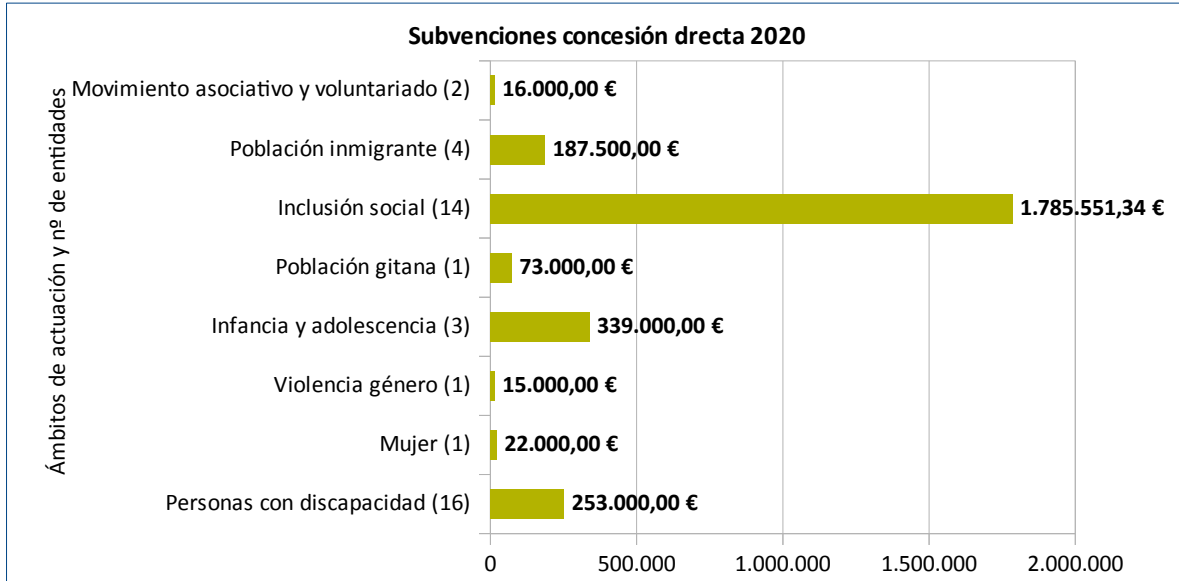 Subvenciones concesión drecta 2020
Ámbitos de actuación y nº de entidades
Movimiento asociativo y voluntariado (2) 16.000,00 €
Población inmigrante (4) 187.500,00 €
Inclusión social (14) 1.785.551,34 €
Población gitana (1) 73.000,00 €
Infancia y adolescencia (3) 339.000,00 €
Violencia género (1) 15.000,00 €
Mujer (1) 22.000,00 €
Personas con discapacidad (16) 253.000,00 €
0 500.000 1.000.000 1.500.000 2.000.000